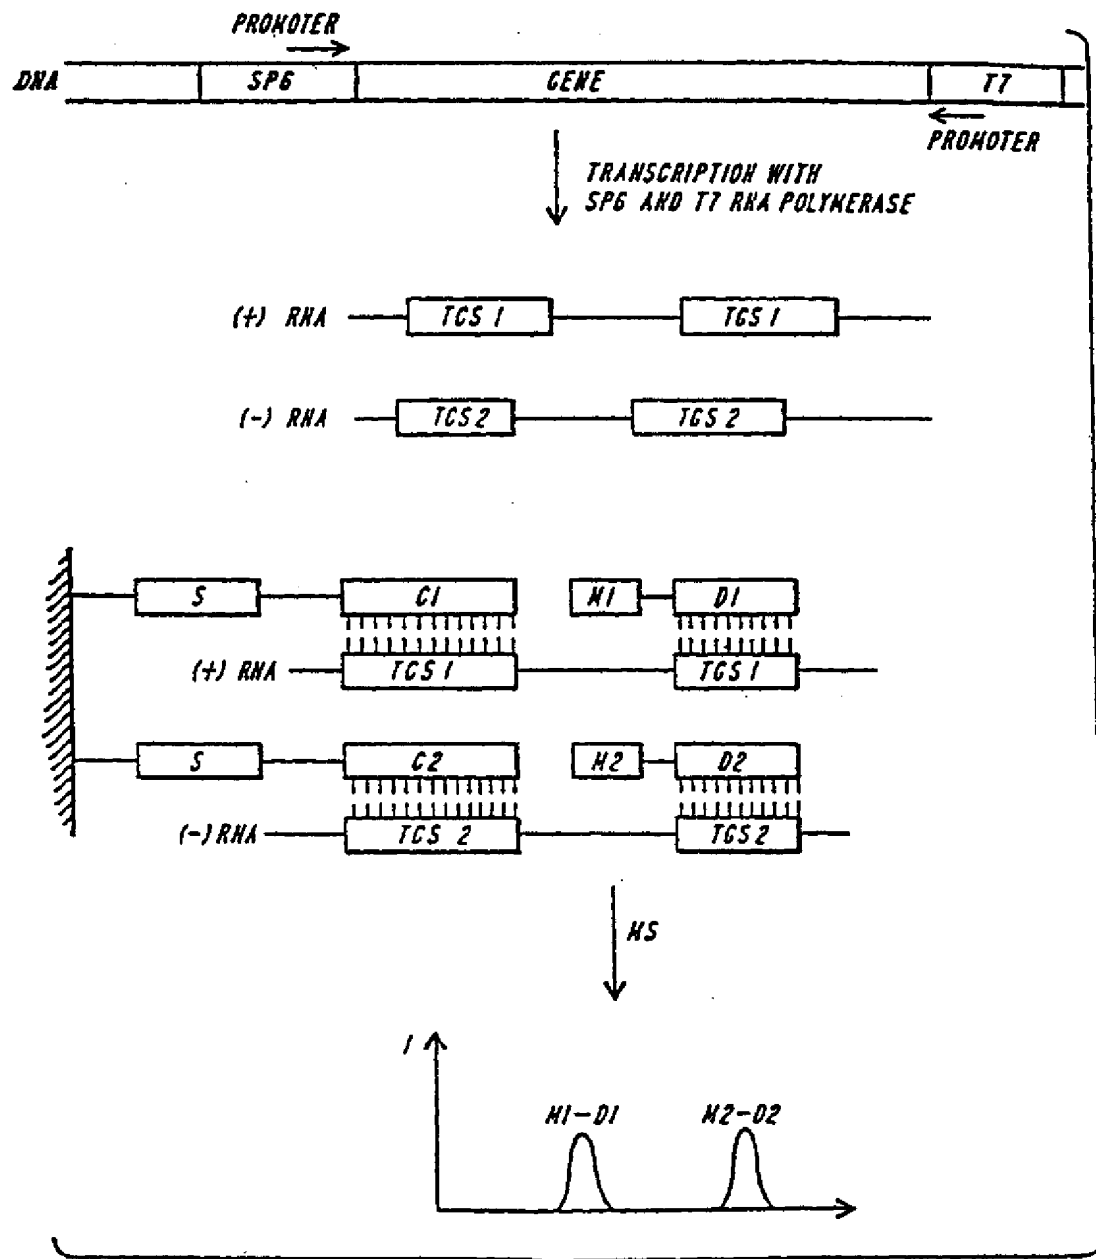 PROMOTER
DNA SP6 GENE T7
PROMOTER
TRANSCRIPTION WITH
SP6 AND T7 RNA POLYMERASE
(+) RNA TCS 1 TCS 1
(-) RNA TCS 2 TCS 2
S C1 M1 D1
(+) RNA TCS 1 TCS 1
S C2 M2 D2
(-) RNA TCS 2 TCS 2
MS
I
M1-D1 M2-D2